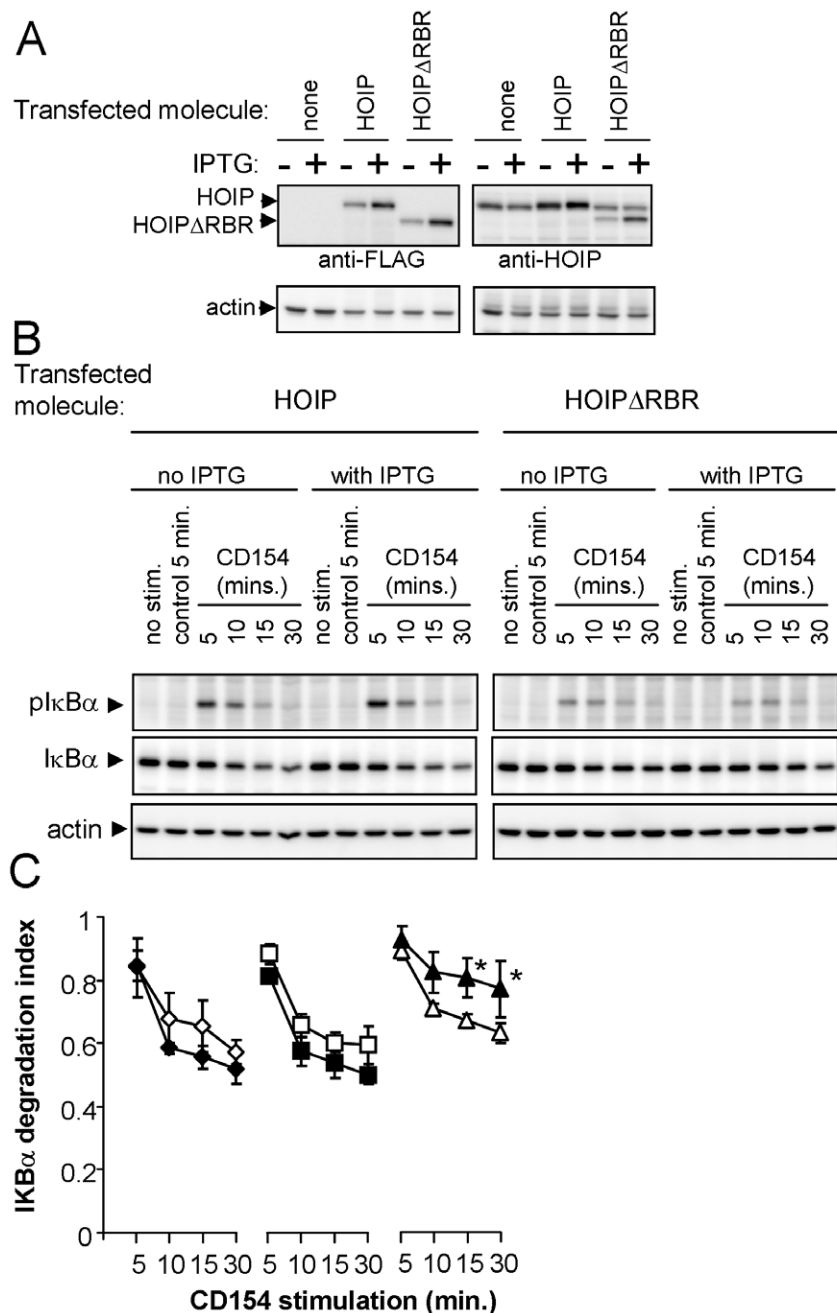 A
Transfected molecule:
none
HOIP
HOIPΔRBR
none
HOIP
HOIPΔRBR
IPTG: - + - + - + - + - + - +
HOIP
HOIPΔRBR
anti-FLAG
anti-HOIP
actin
B
Transfected
molecule:
HOIP
HOIPΔRBR
no IPTG
with IPTG
no IPTG
with IPTG
no stim.
control 5 min.
CD154
(mins.)
5 10 15 30
no stim.
control 5 min.
CD154
(mins.)
5 10 15 30
no stim.
control 5 min.
CD154
(mins.)
5 10 15 30
no stim.
control 5 min.
CD154
(mins.)
5 10 15 30
pIκBα
IκBα
actin
C
IKBα degradation index
1
0.8
0.6
0.4
0.2
0
* *
5 10 15 30 5 10 15 30 5 10 15 30
CD154 stimulation (min.)